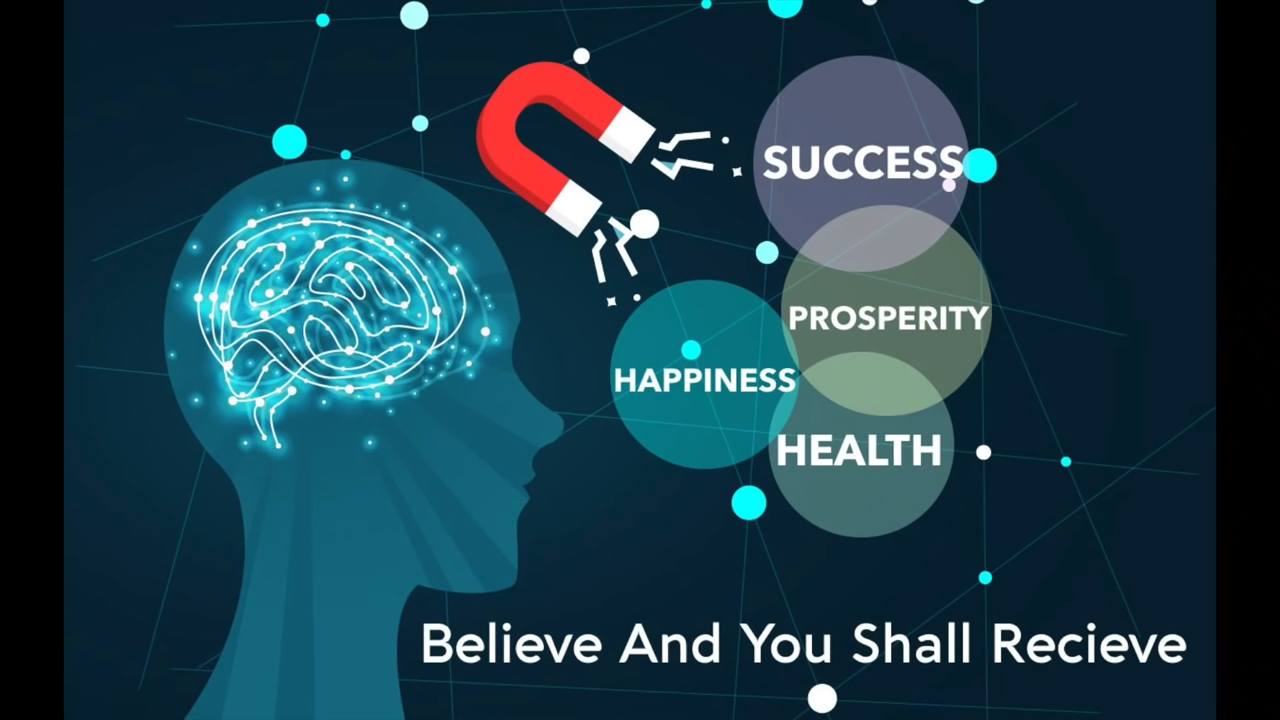 SUCCESS
PROSPERITY
HAPPINESS
HEALTH
Believe And You Shall Recieve